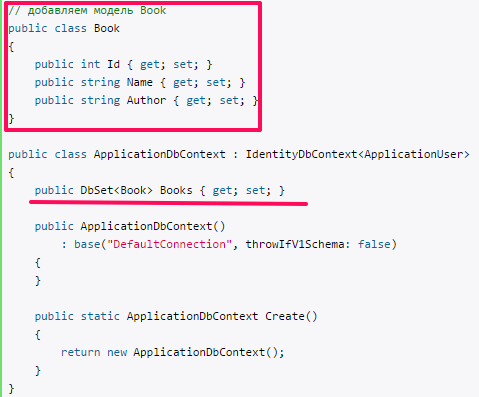 // добавляем модель Book
public class Book
{
public int Id { get; set; }
public string Name { get; set; }
public string Author { get; set; }
}
public class ApplicationDbContext : IdentityDbContext<ApplicationUser>
{
public DbSet<Book> Books { get; set; }
public ApplicationDbContext()
: base("DefaultConnection", throwIfV1Schema: false)
{
}
public static ApplicationDbContext Create()
{
return new ApplicationDbContext();
}
}